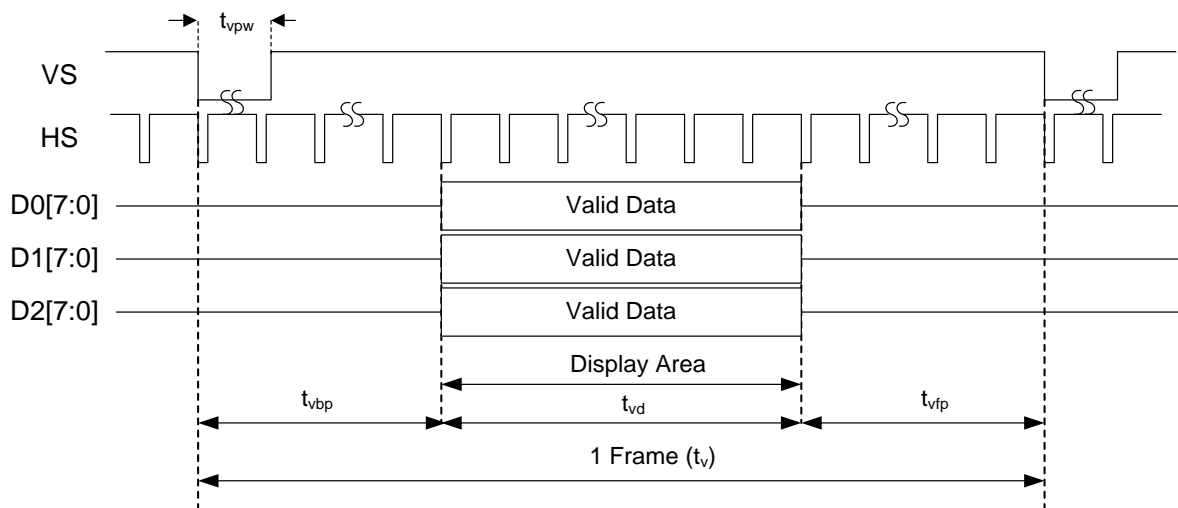 tvpw
VS
HS
D0[7:0] Valid Data
D1[7:0] Valid Data
D2[7:0] Valid Data
Display Area
tvbp tvd tvfp
1 Frame (tv)